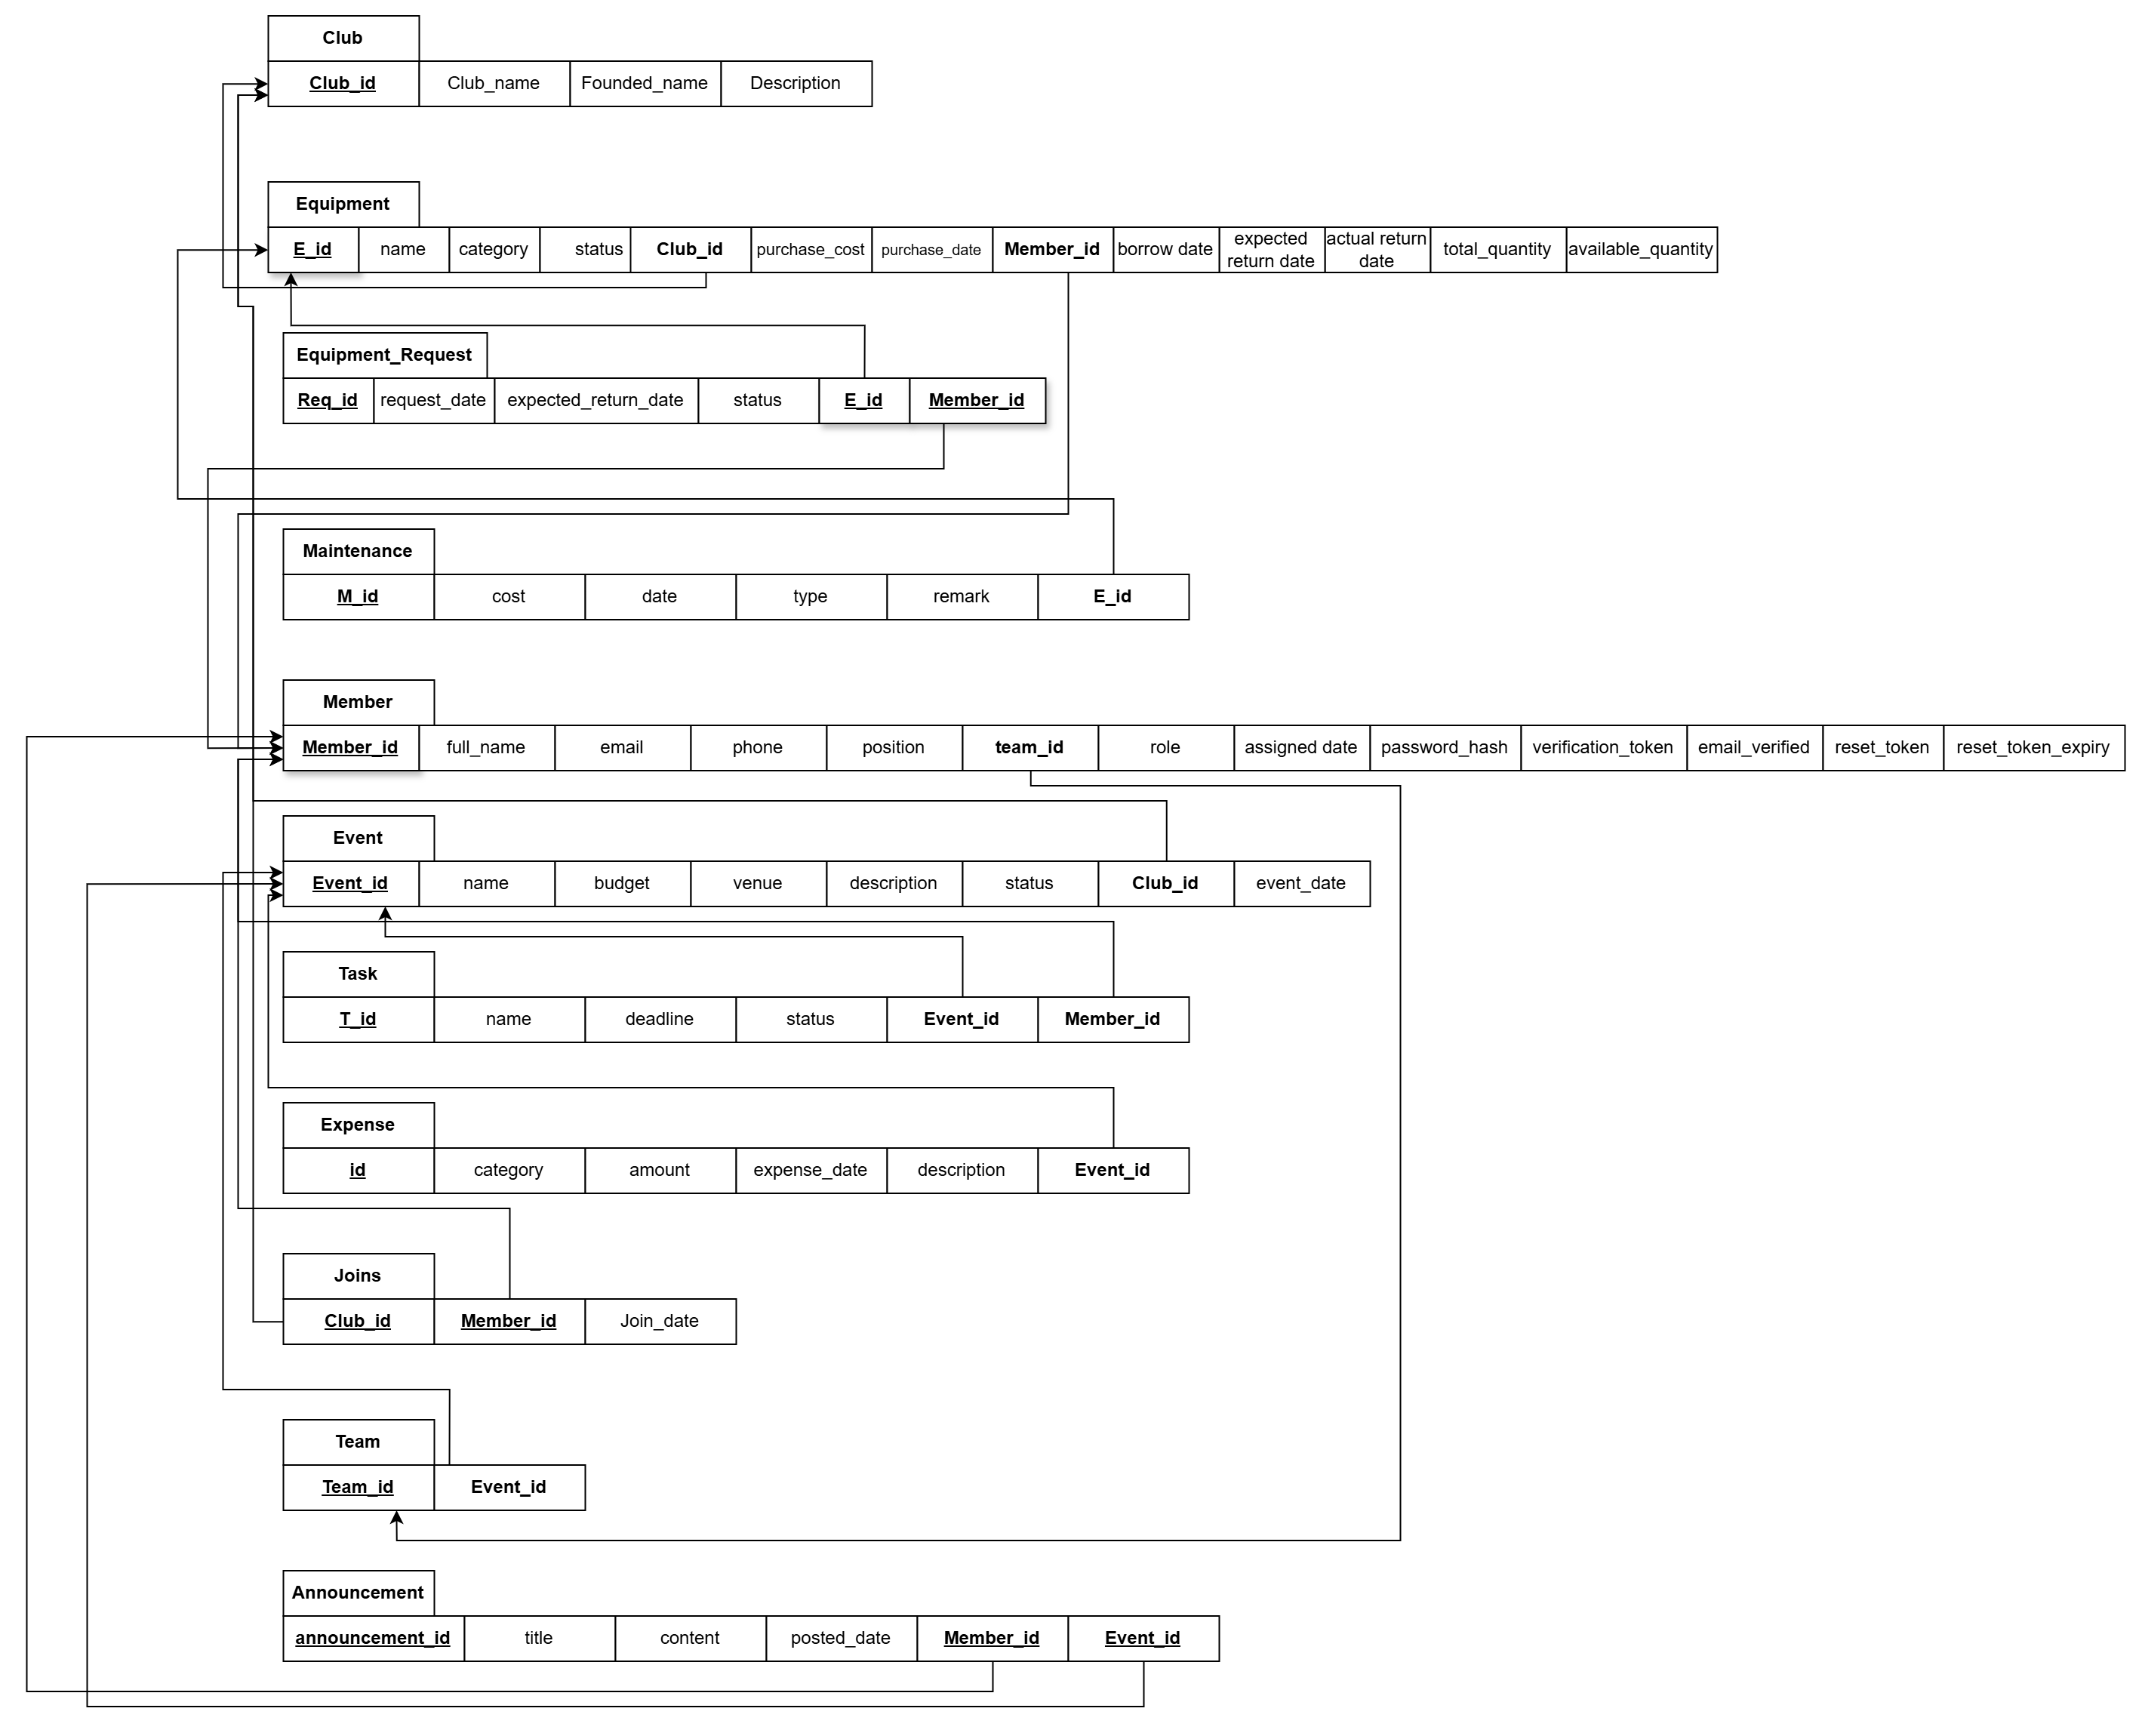 Club
Club_id Club_name Founded_name Description
Equipment
E_id name category status Club_id purchase_cost purchase_date Member_id borrow date expected return date actual return date total_quantity available_quantity
Equipment_Request
Req_id request_date expected_return_date status E_id Member_id
Maintenance
M_id cost date type remark E_id
Member
Member_id full_name email phone position team_id role assigned date password_hash verification_token email_verified reset_token reset_token_expiry
Event
Event_id name budget venue description status Club_id event_date
Task
T_id name deadline status Event_id Member_id
Expense
id category amount expense_date description Event_id
Joins
Club_id Member_id Join_date
Team
Team_id Event_id
Announcement
announcement_id title content posted_date Member_id Event_id